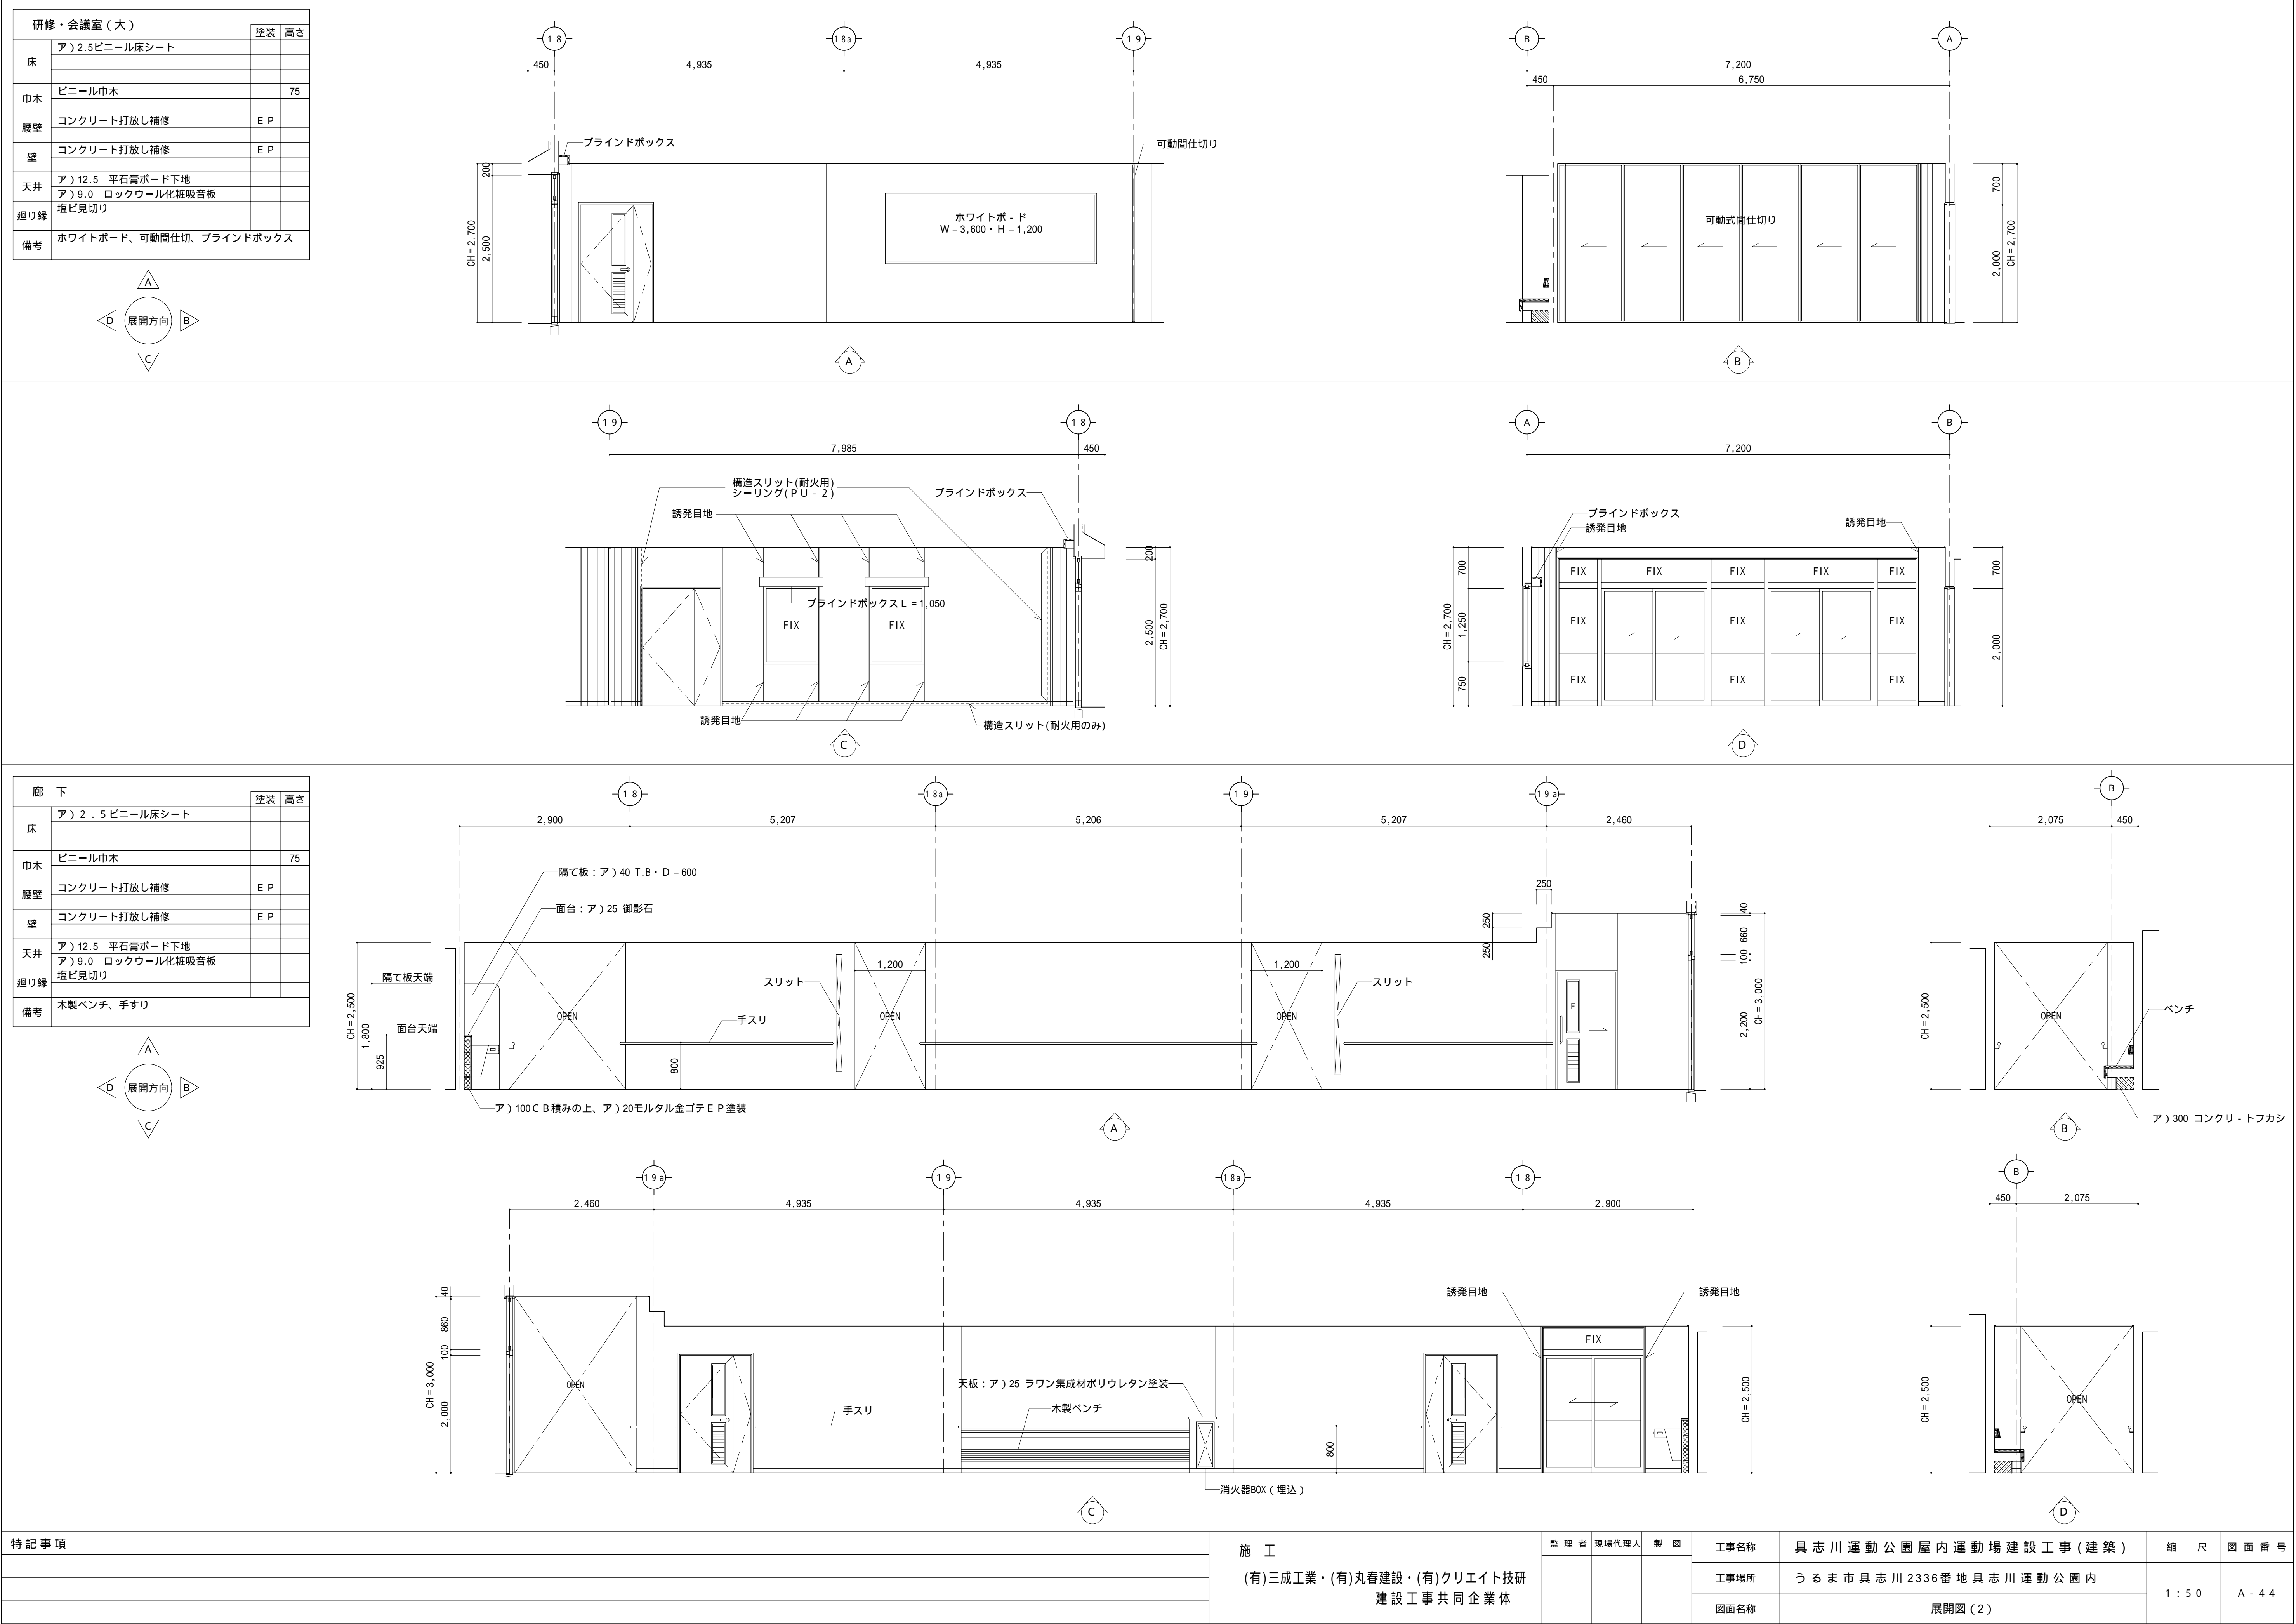 研修・会議室（大）
塗装 高さ
床 ア）2.5ビニール床シート
巾木 ビニール巾木 75
腰壁 コンクリート打放し補修 ＥＰ
壁 コンクリート打放し補修 ＥＰ
天井 ア）12.5 平石膏ボード下地
ア）9.0 ロックウール化粧吸音板
廻り縁 塩ビ見切り
備考 ホワイトボード、可動間仕切、ブラインドボックス
A
D 展開方向 B
C
18 18a 19
450 4,935 4,935
ブラインドボックス
可動間仕切り
200
CH=2,700
2,500
ホワイトボ-ド
W=3,600・H=1,200
A
B A
7,200
450 6,750
可動式間仕切り
700
2,000
CH=2,700
B
19 18
7,985 450
構造スリット(耐火用)
シーリング(ＰＵ-２)
ブラインドボックス
誘発目地
ブラインドボックスＬ=1,050
FIX FIX
200
2,500
CH=2,700
誘発目地
構造スリット(耐火用のみ)
C
A B
7,200
ブラインドボックス
誘発目地
誘発目地
FIX FIX FIX FIX FIX
FIX FIX FIX
FIX FIX FIX
CH=2,700
700
1,250
750
700
2,000
D
廊 下
塗装 高さ
床 ア）２．５ビニール床シート
巾木 ビニール巾木 75
腰壁 コンクリート打放し補修 ＥＰ
壁 コンクリート打放し補修 ＥＰ
天井 ア）12.5 平石膏ボード下地
ア）9.0 ロックウール化粧吸音板
廻り縁 塩ビ見切り
備考 木製ベンチ、手すり
A
D 展開方向 B
C
18 18a 19 19a
2,900 5,207 5,206 5,207 2,460
隔て板：ア）40 T.B・D=600
面台：ア）25 御影石
隔て板天端
面台天端
CH=2,500
1,800
925
OPEN
手スリ
800
スリット
1,200
OPEN
1,200
OPEN
スリット
250
250
250
F
40
660
100
2,200
CH=3,000
ア）100ＣＢ積みの上、ア）20モルタル金ゴテＥＰ塗装
A
B
2,075 450
CH=2,500
OPEN
ベンチ
ア）300 コンクリ-トフカシ
B
19a 19 18a 18
2,460 4,935 4,935 4,935 2,900
40
860
100
2,000
CH=3,000
OPEN
手スリ
天板：ア）25 ラワン集成材ポリウレタン塗装
木製ベンチ
消火器BOX（埋込）
800
誘発目地
誘発目地
FIX
CH=2,500
C
B
450 2,075
CH=2,500
OPEN
D
特記事項
施 工
(有)三成工業・(有)丸春建設・(有)クリエイト技研
建設工事共同企業体
監理者 現場代理人 製 図
工事名称 具志川運動公園屋内運動場建設工事(建築)
工事場所 うるま市具志川2336番地具志川運動公園内
図面名称 展開図（２）
縮 尺 図面番号
1:50 A-44